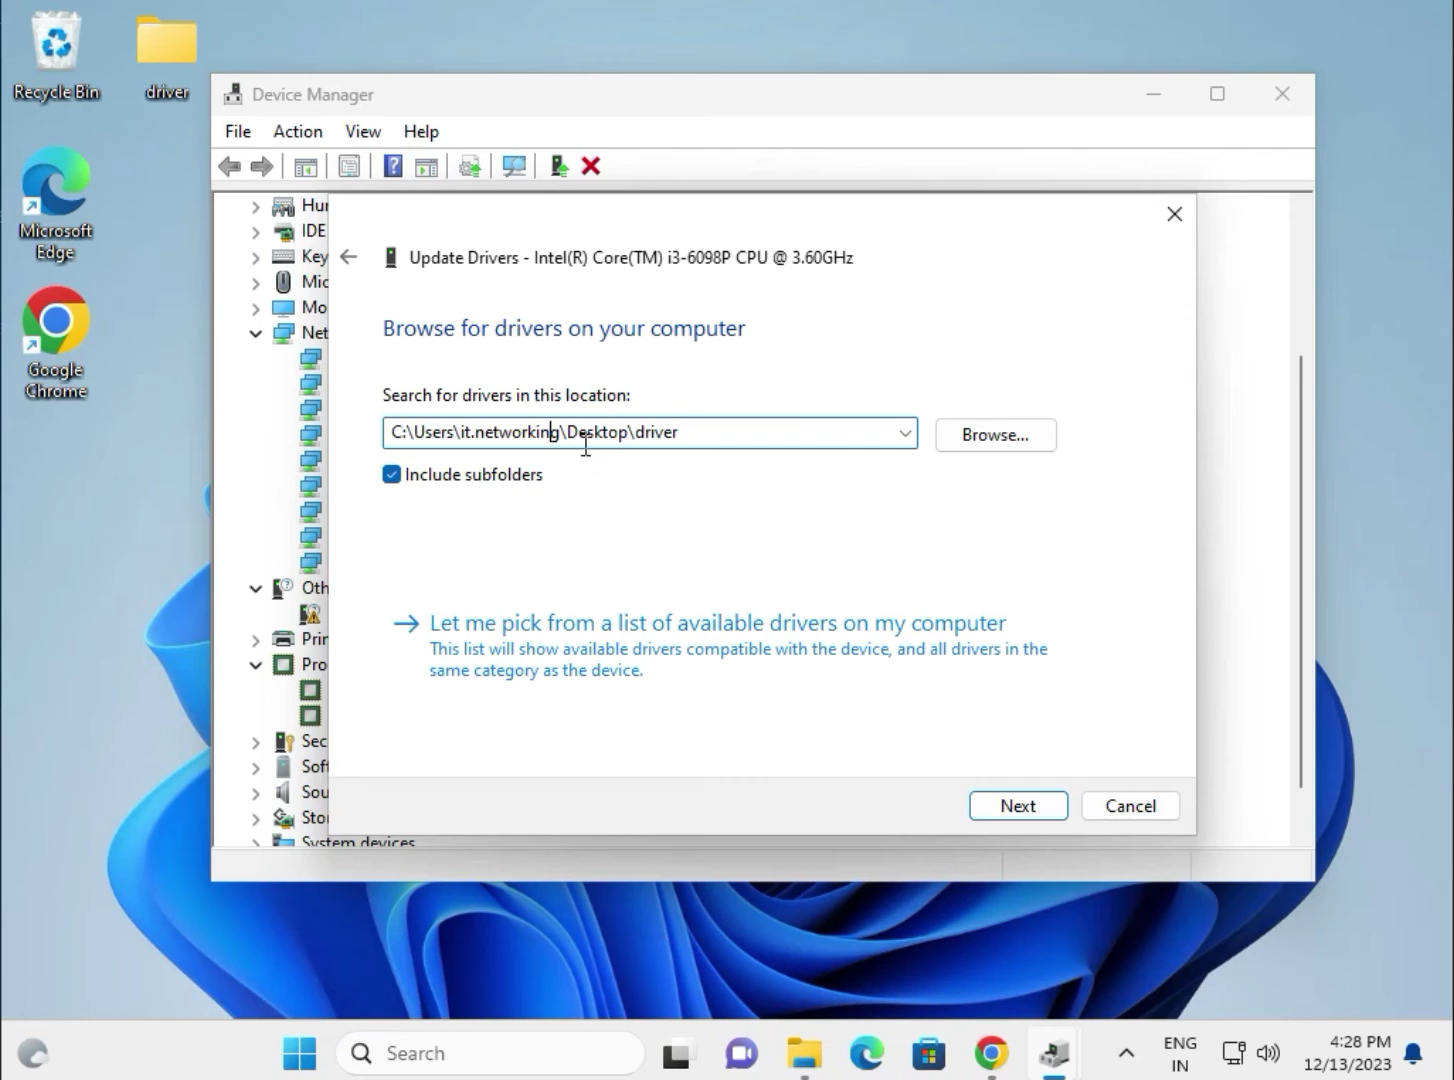 Recycle Bin
driver
Microsoft
Edge
Google
Chrome
Device Manager
File Action View Help
Hur
IDE
Key
Mic
Mo
Net
Oth
Prir
Pro
Sec
Soft
Sou
Stor
System devices
Update Drivers - Intel(R) Core(TM) i3-6098P CPU @ 3.60GHz
Browse for drivers on your computer
Search for drivers in this location:
C:\Users\it.networking\Desktop\driver
Browse...
Include subfolders
Let me pick from a list of available drivers on my computer
This list will show available drivers compatible with the device, and all drivers in the
same category as the device.
Next Cancel
Search
ENG
IN
4:28 PM
12/13/2023